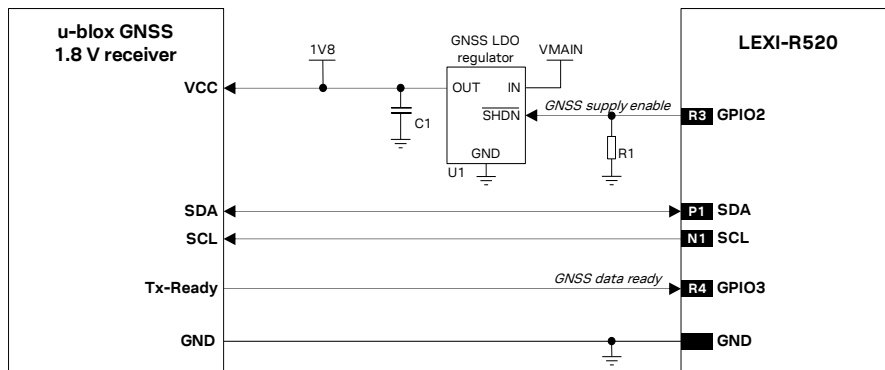 u-blox GNSS
1.8 V receiver
1V8
GNSS LDO
regulator
VMAIN
LEXI-R520
VCC
OUT
IN
C1
SHDN
GNSS supply enable
R3
GPIO2
GND
R1
U1
SDA
P1
SDA
SCL
N1
SCL
Tx-Ready
GNSS data ready
R4
GPIO3
GND
GND